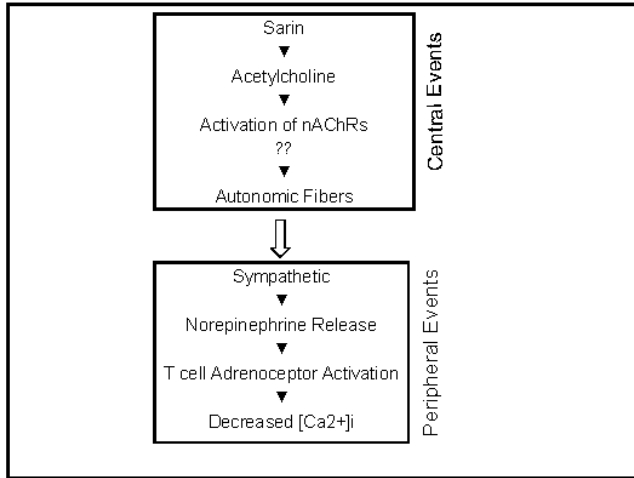 Sarin
Acetylcholine
Activation of nAChRs
??
Autonomic Fibers
Central Events
Sympathetic
Norepinephrine Release
T cell Adrenoceptor Activation
Decreased [Ca2+]i
Peripheral Events